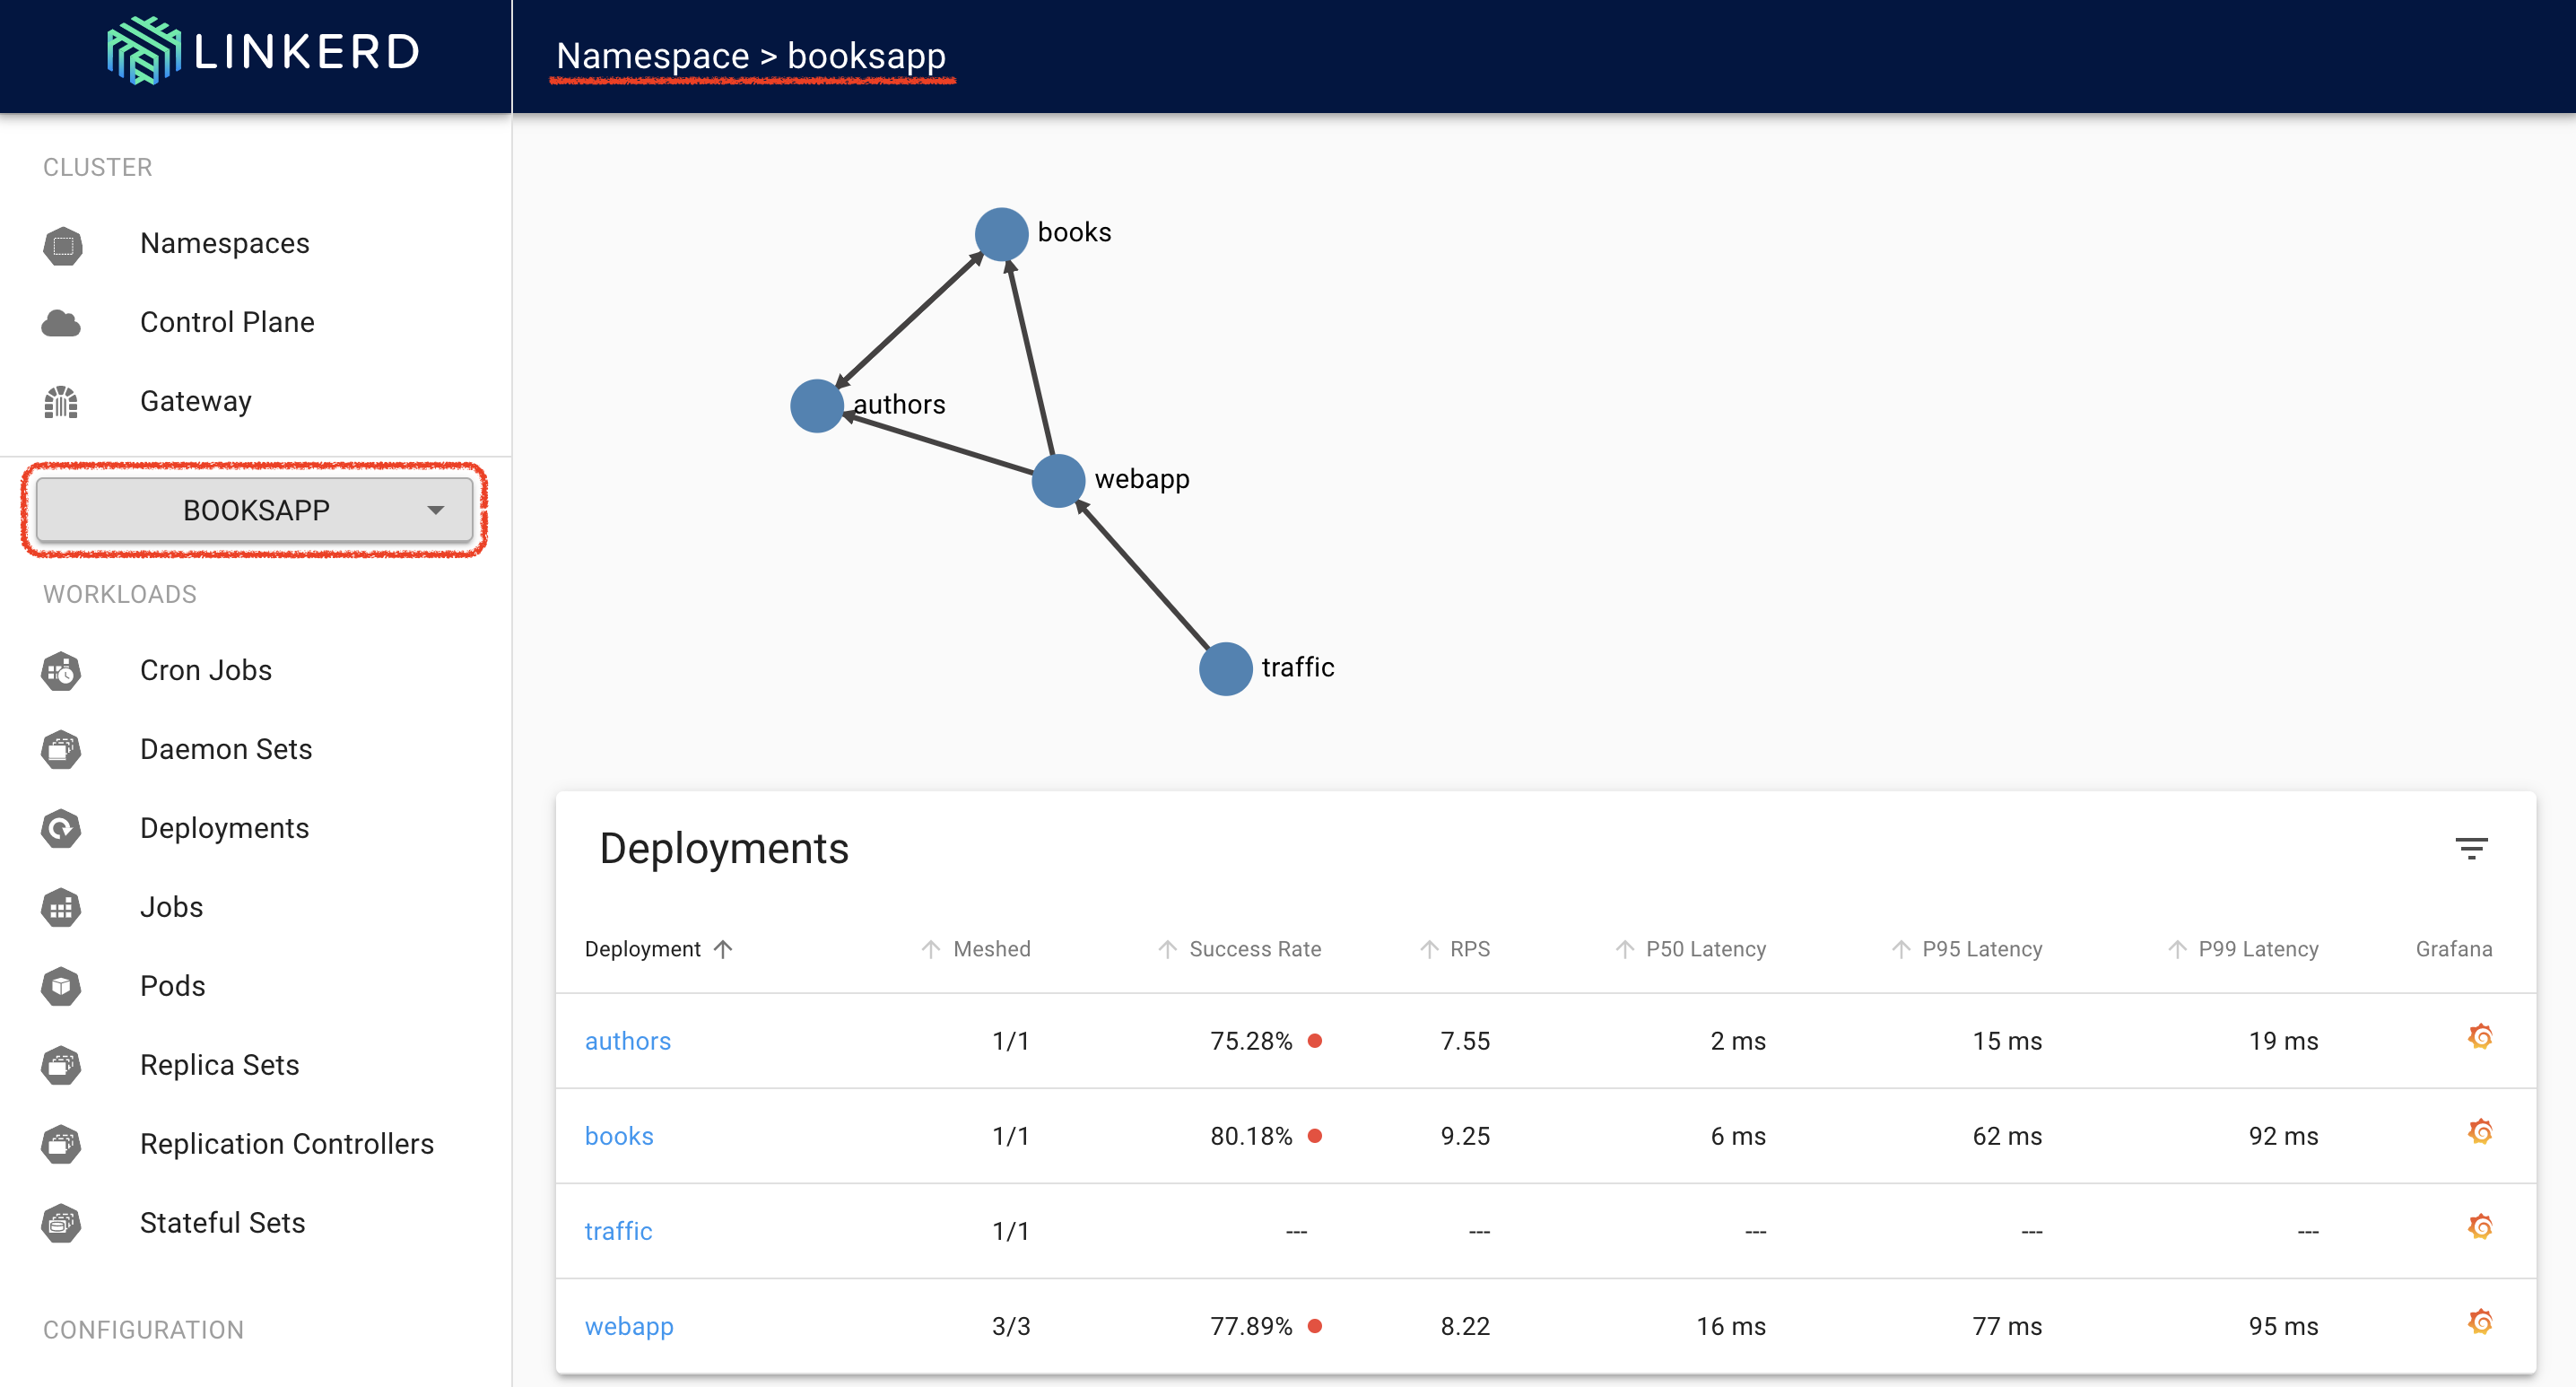 LINKERD
Namespace > booksapp
CLUSTER
Namespaces
Control Plane
Gateway
BOOKSAPP
WORKLOADS
Cron Jobs
Daemon Sets
Deployments
Jobs
Pods
Replica Sets
Replication Controllers
Stateful Sets
CONFIGURATION
books
authors
webapp
traffic
Deployments
Deployment Meshed Success Rate RPS P50 Latency P95 Latency P99 Latency Grafana
authors 1/1 75.28% 7.55 2 ms 15 ms 19 ms
books 1/1 80.18% 9.25 6 ms 62 ms 92 ms
traffic 1/1 --- --- --- --- ---
webapp 3/3 77.89% 8.22 16 ms 77 ms 95 ms